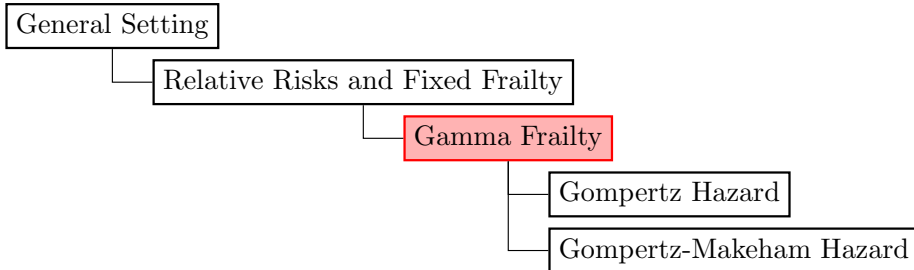 General Setting
Relative Risks and Fixed Frailty
Gamma Frailty
Gompertz Hazard
Gompertz-Makeham Hazard